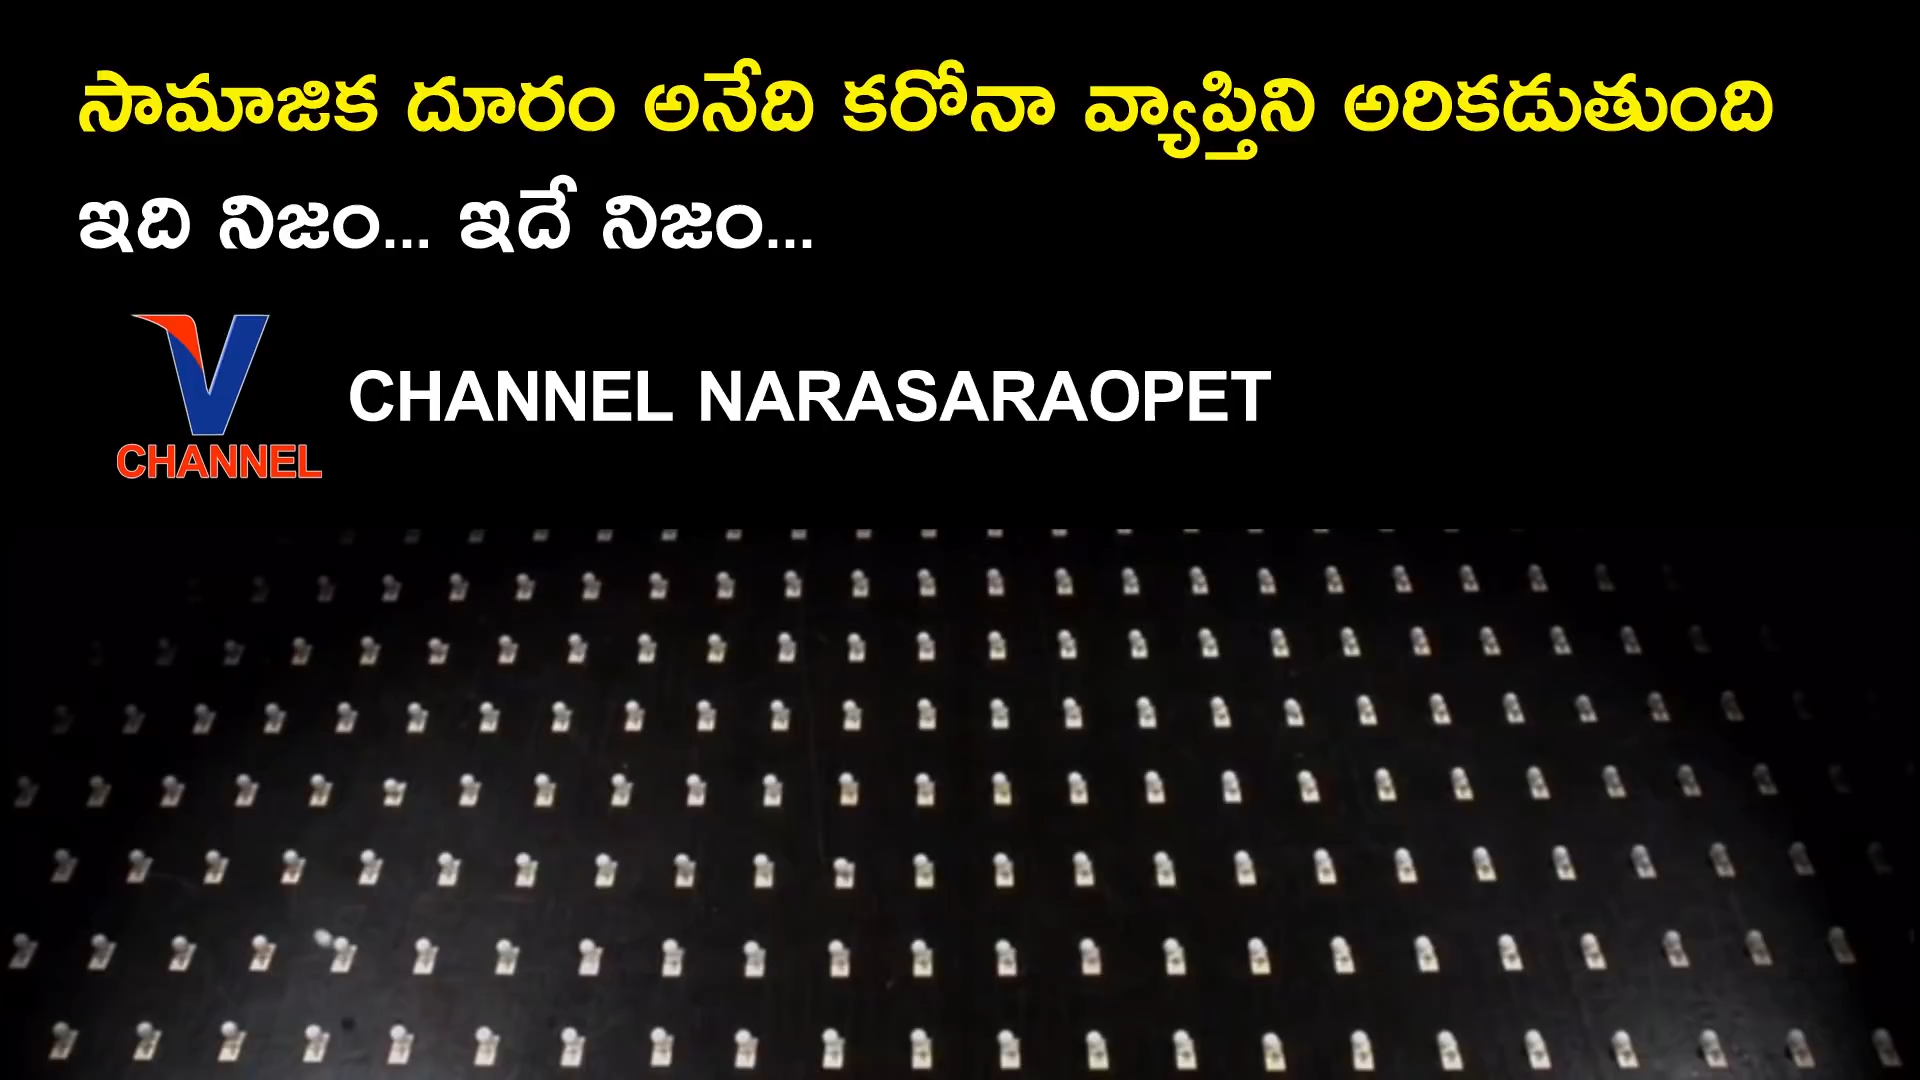 సామాజిక దూరం అనేది కరోనా వ్యాప్తిని అరికడుతుంది
ఇది నిజం... ఇదే నిజం...
V CHANNEL
CHANNEL NARASARAOPET